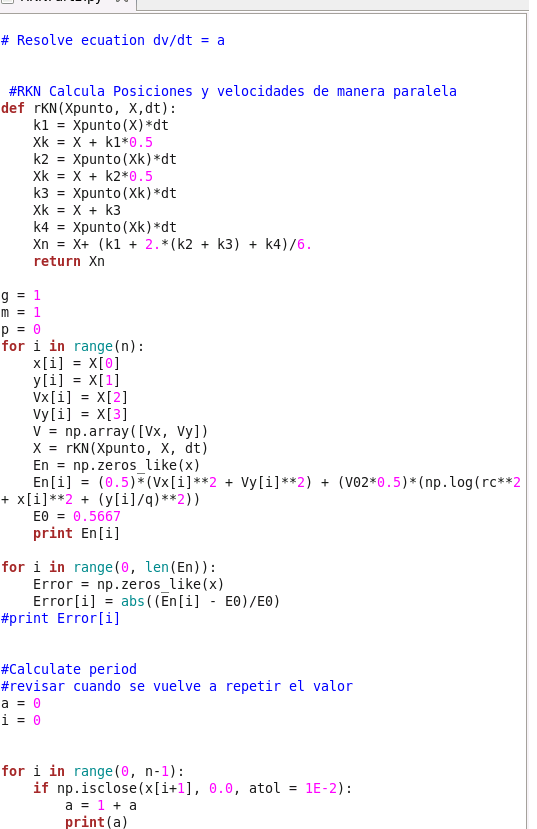 # Resolve ecuation dv/dt = a
#RKN Calcula Posiciones y velocidades de manera paralela
def rKN(Xpunto, X,dt):
    k1 = Xpunto(X)*dt
    Xk = X + k1*0.5
    k2 = Xpunto(Xk)*dt
    Xk = X + k2*0.5
    k3 = Xpunto(Xk)*dt
    Xk = X + k3
    k4 = Xpunto(Xk)*dt
    Xn = X+ (k1 + 2.*(k2 + k3) + k4)/6.
    return Xn
g = 1
m = 1
p = 0
for i in range(n):
    x[i] = X[0]
    y[i] = X[1]
    Vx[i] = X[2]
    Vy[i] = X[3]
    V = np.array([Vx, Vy])
    X = rKN(Xpunto, X, dt)
    En = np.zeros_like(x)
    En[i] = (0.5)*(Vx[i]**2 + Vy[i]**2) + (V02*0.5)*(np.log(rc**2
+ x[i]**2 + (y[i]/q)**2))
    E0 = 0.5667
    print En[i]
for i in range(0, len(En)):
    Error = np.zeros_like(x)
    Error[i] = abs((En[i] - E0)/E0)
#print Error[i]
#Calculate period
#revisar cuando se vuelve a repetir el valor
a = 0
i = 0
for i in range(0, n-1):
    if np.isclose(x[i+1], 0.0, atol = 1E-2):
        a = 1 + a
        print(a)